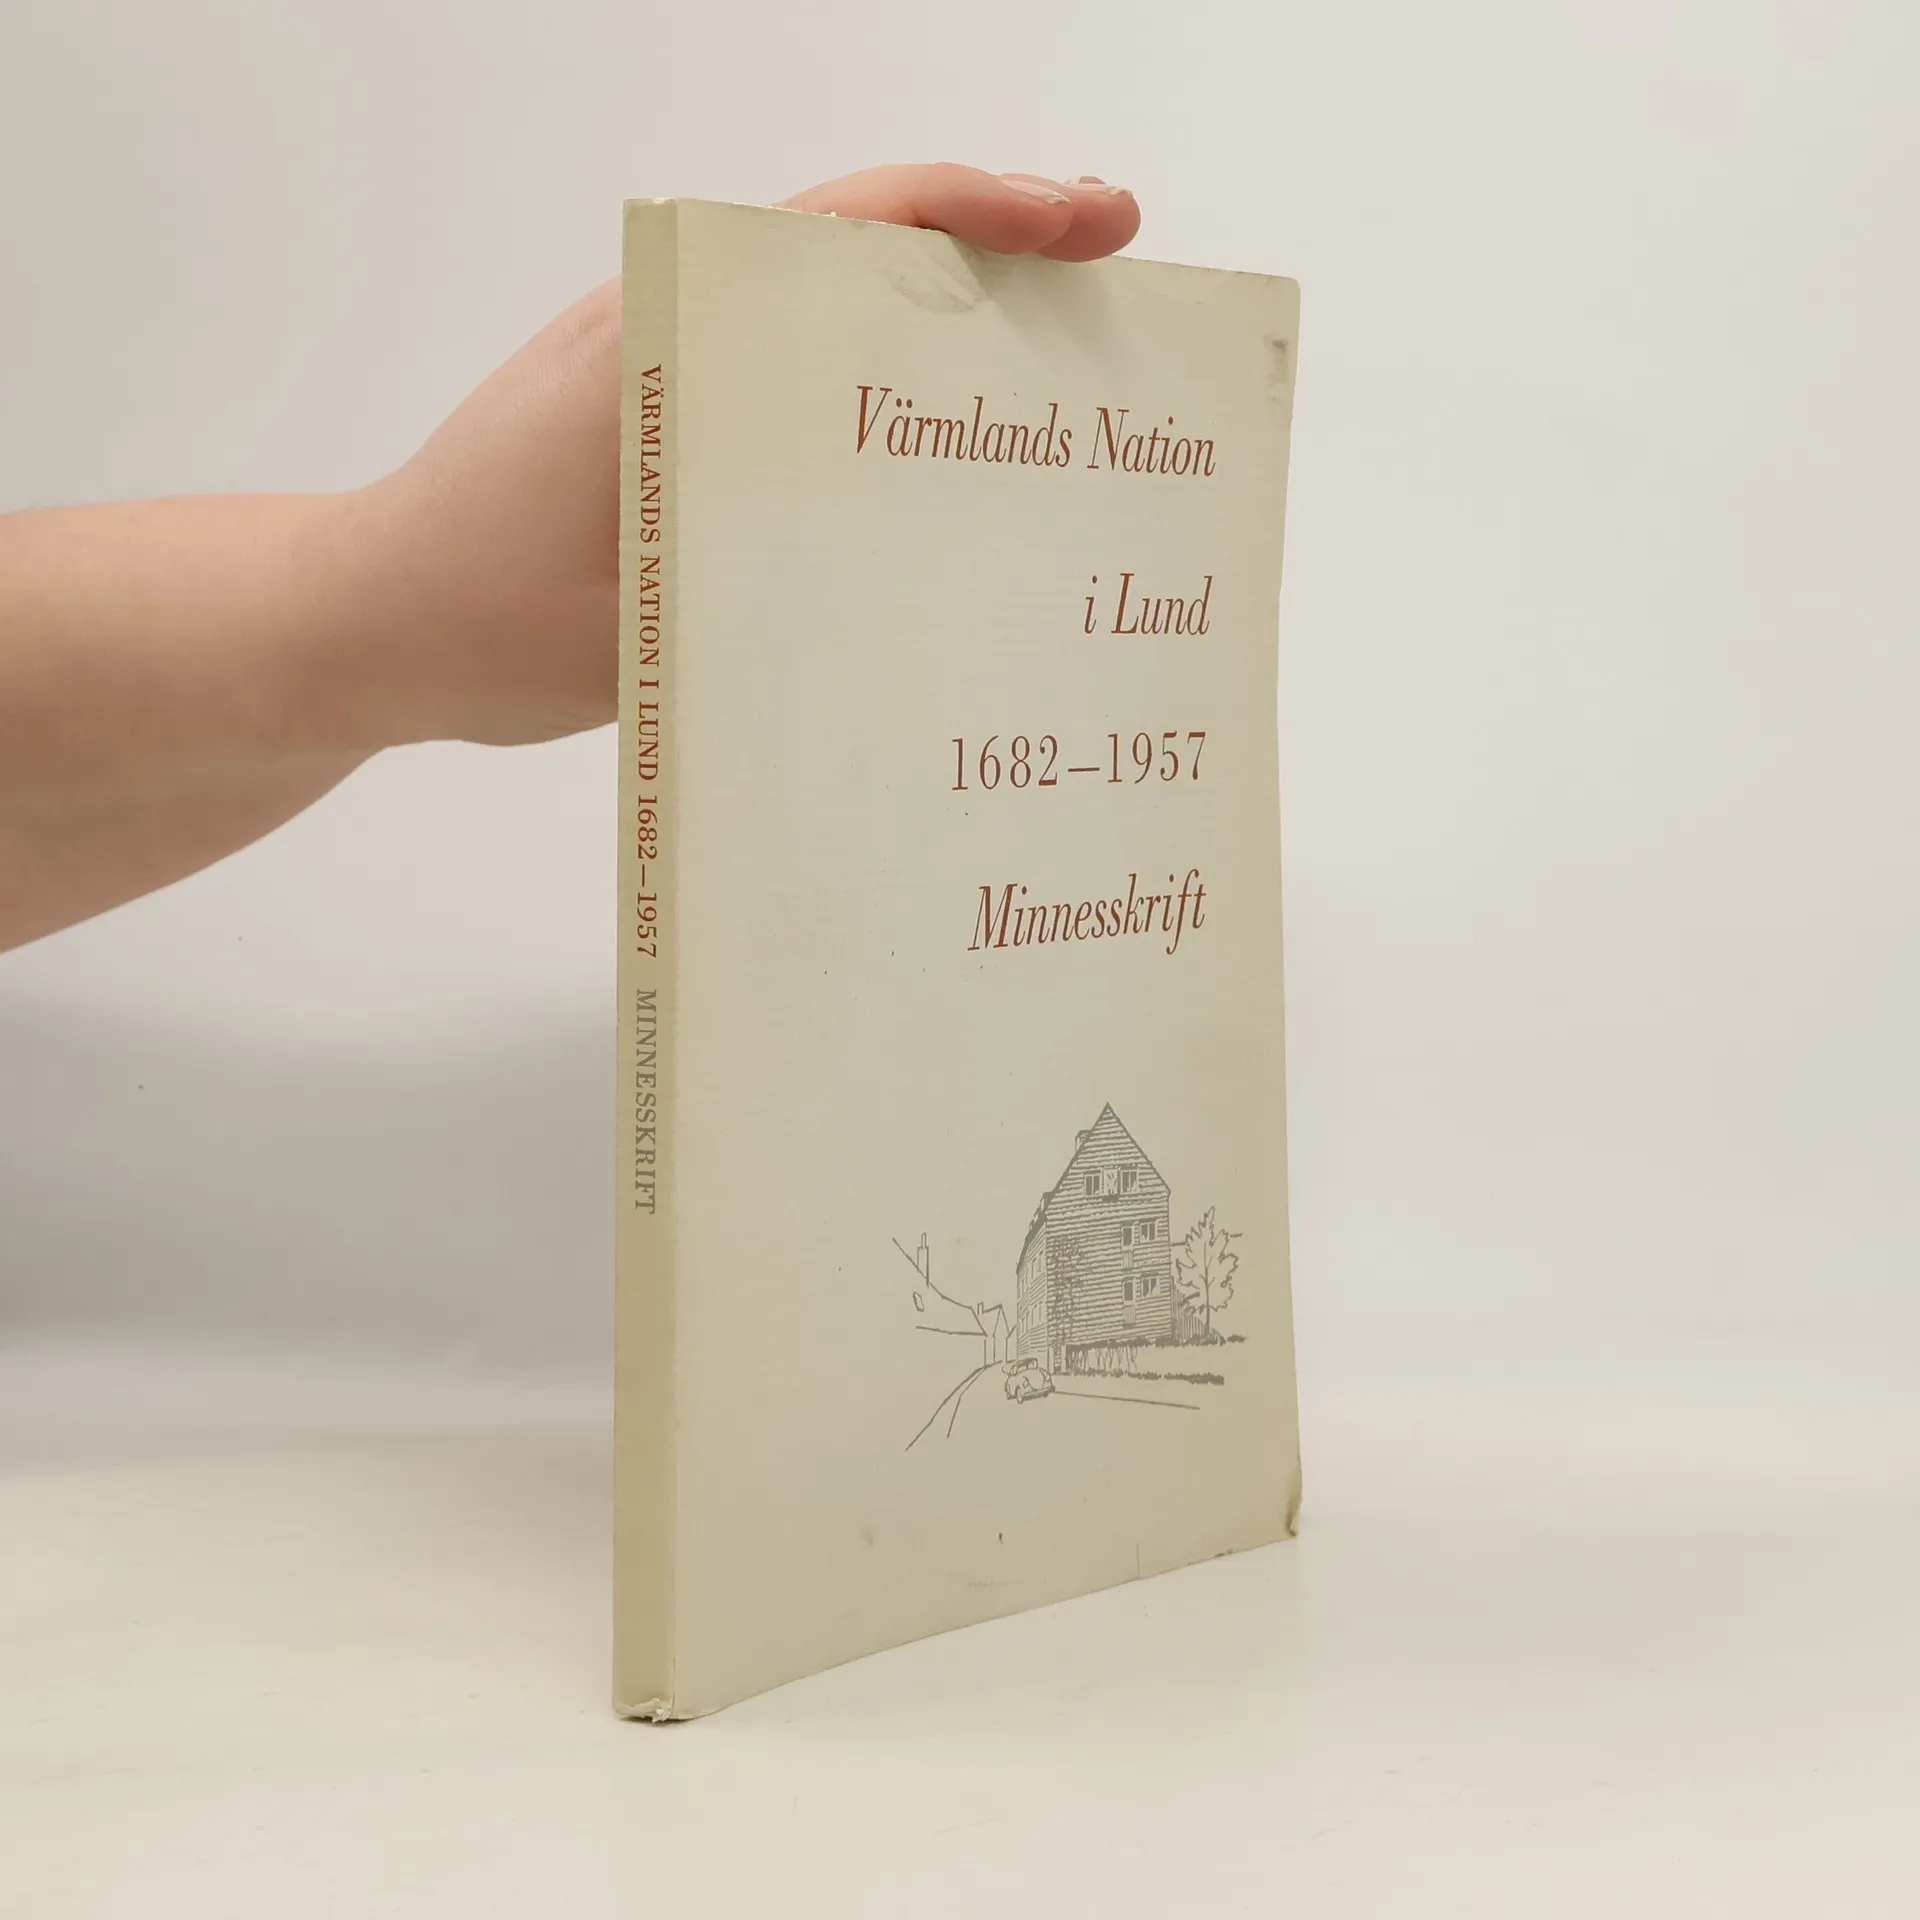 VÄRMLANDS NATION I LUND 1682–1957 MINNESSKRIFT
Värmlands Nation
i Lund
1682–1957
Minnesskrift